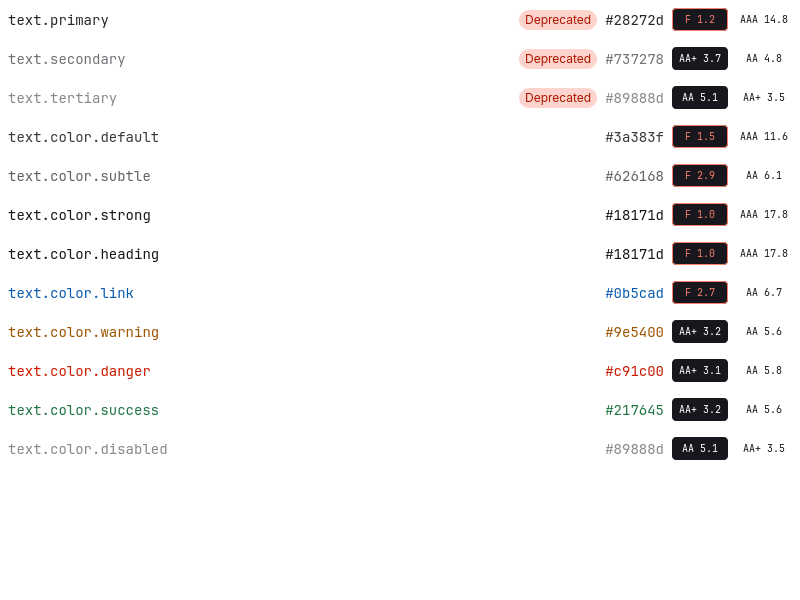 text.primary Deprecated #28272d F 1.2 AAA 14.8
text.secondary Deprecated #737278 AA+ 3.7 AA 4.8
text.tertiary Deprecated #89888d AA 5.1 AA+ 3.5
text.color.default #3a383f F 1.5 AAA 11.6
text.color.subtle #626168 F 2.9 AA 6.1
text.color.strong #18171d F 1.0 AAA 17.8
text.color.heading #18171d F 1.0 AAA 17.8
text.color.link #0b5cad F 2.7 AA 6.7
text.color.warning #9e5400 AA+ 3.2 AA 5.6
text.color.danger #c91c00 AA+ 3.1 AA 5.8
text.color.success #217645 AA+ 3.2 AA 5.6
text.color.disabled #89888d AA 5.1 AA+ 3.5